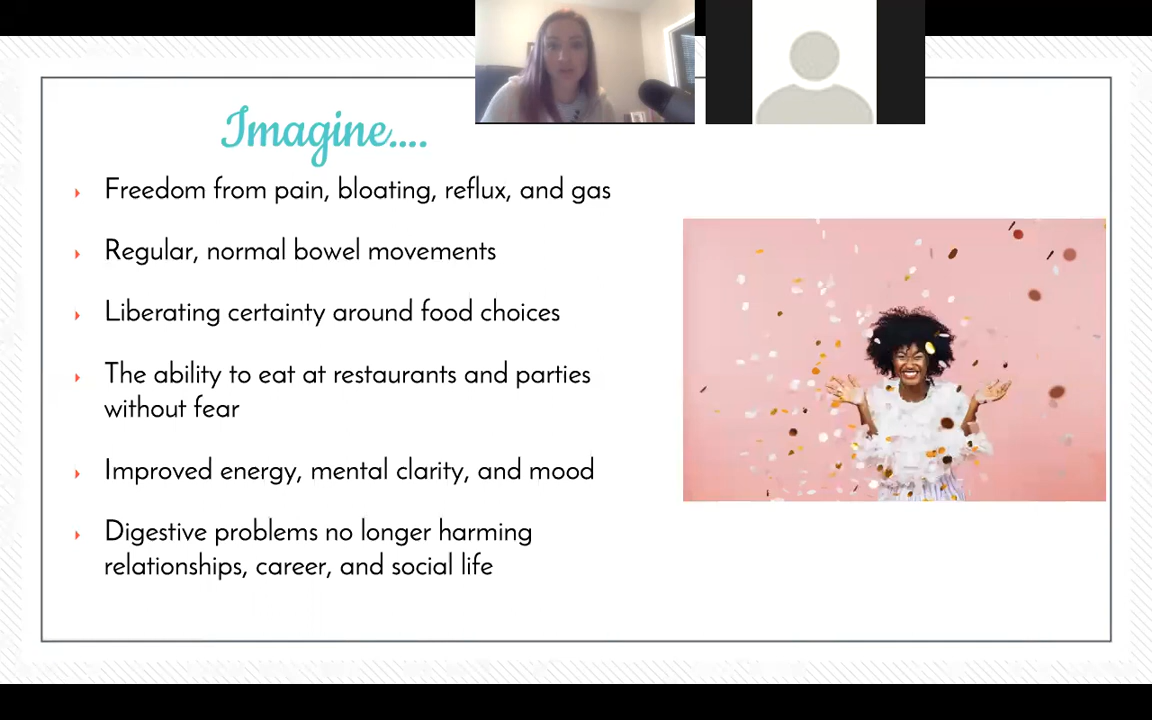 Imagine....
Freedom from pain, bloating, reflux, and gas
Regular, normal bowel movements
Liberating certainty around food choices
The ability to eat at restaurants and parties
without fear
Improved energy, mental clarity, and mood
Digestive problems no longer harming
relationships, career, and social life